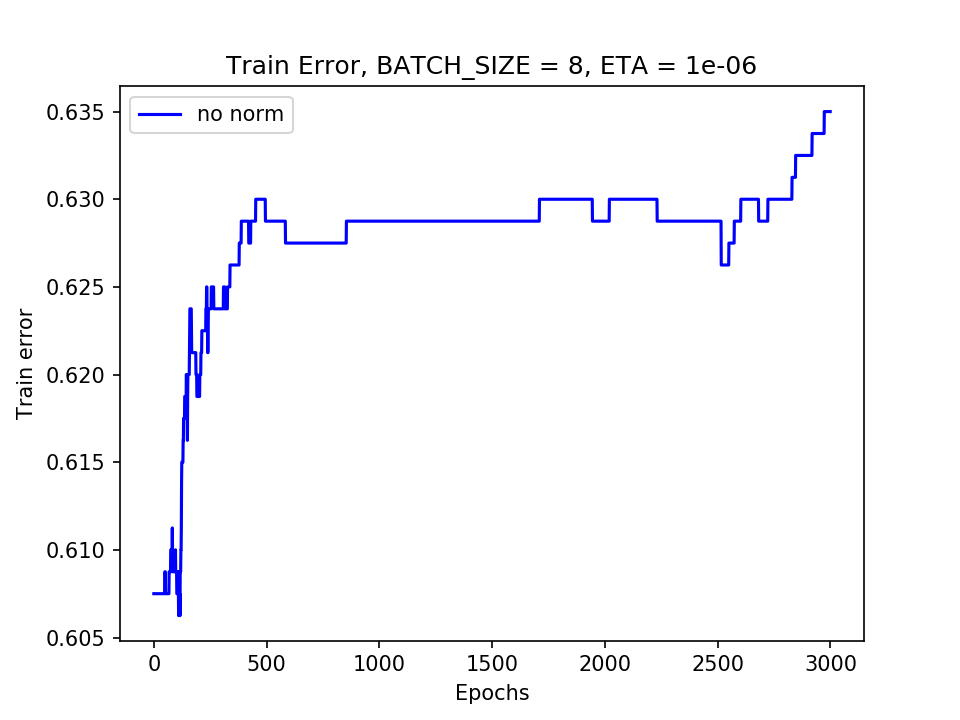 Train Error, BATCH_SIZE = 8, ETA = 1e-06
no norm
0.635
0.630
0.625
0.620
0.615
0.610
0.605
Train error
0 500 1000 1500 2000 2500 3000
Epochs